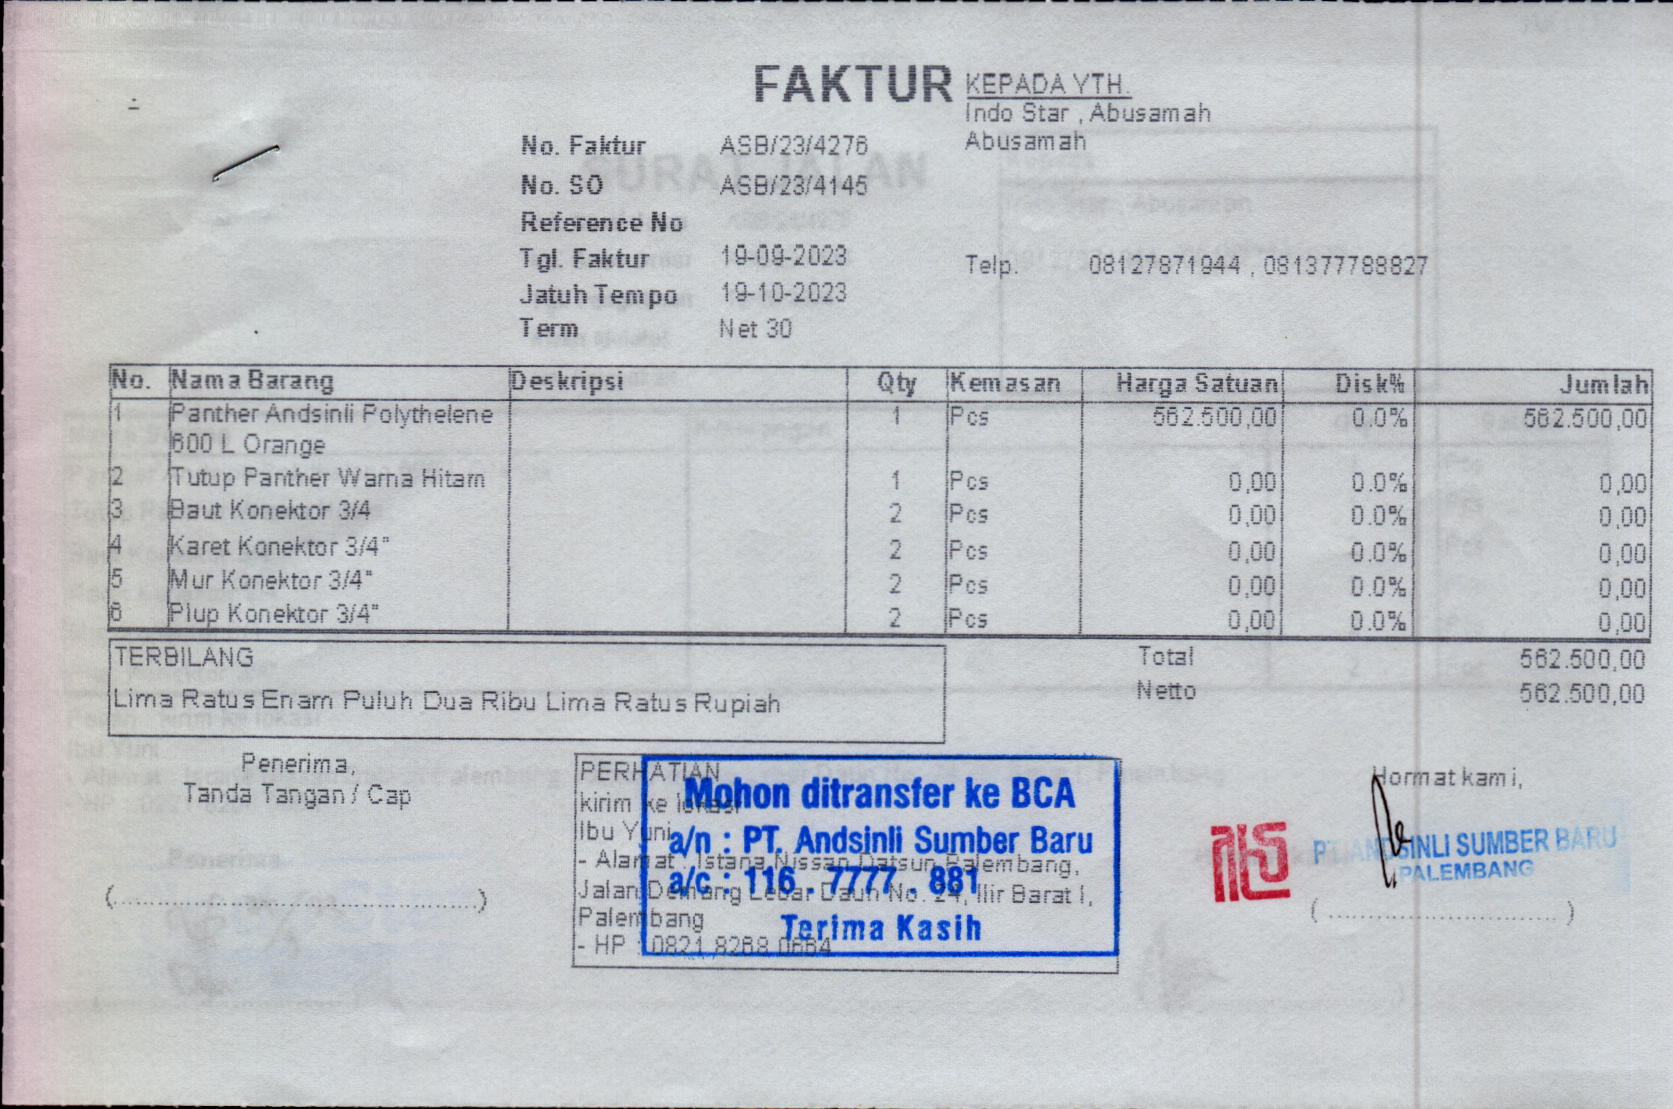 FAKTUR
KEPADA YTH.
Indo Star , Abusamah
Abusamah
No. Faktur ASB/23/4276
No. SO ASB/23/4145
Reference No
Tgl. Faktur 19-09-2023
Telp. 08127871944 , 081377788827
Jatuh Tempo 19-10-2023
Term Net 30
No. Nama Barang Deskripsi Qty Kemasan Harga Satuan Disk% Jumlah
1 Panther Andsinli Polythelene 1 Pcs 562.500,00 0.0% 562.500,00
600 L Orange
2 Tutup Panther Warna Hitam 1 Pcs 0,00 0.0% 0,00
3 Baut Konektor 3/4 2 Pcs 0,00 0.0% 0,00
4 Karet Konektor 3/4" 2 Pcs 0,00 0.0% 0,00
5 Mur Konektor 3/4" 2 Pcs 0,00 0.0% 0,00
6 Plup Konektor 3/4" 2 Pcs 0,00 0.0% 0,00
TERBILANG
Lima Ratus Enam Puluh Dua Ribu Lima Ratus Rupiah
Total 562.500,00
Netto 562.500,00
Penerima,
Tanda Tangan / Cap
(..................................................)
PERHATIAN
kirim ke lokasi
Ibu Yuni
- Alamat : Istana Nissan Datsun Palembang,
Jalan Demang Lebar Daun No. 24, Ilir Barat I,
Palembang
- HP : 0821 8268 0664
Mohon ditransfer ke BCA
a/n : PT. Andsinli Sumber Baru
a/c : 116 - 7777 - 881
Terima Kasih
Hormat kami,
PT ANDSINLI SUMBER BARU
PALEMBANG
(................................)